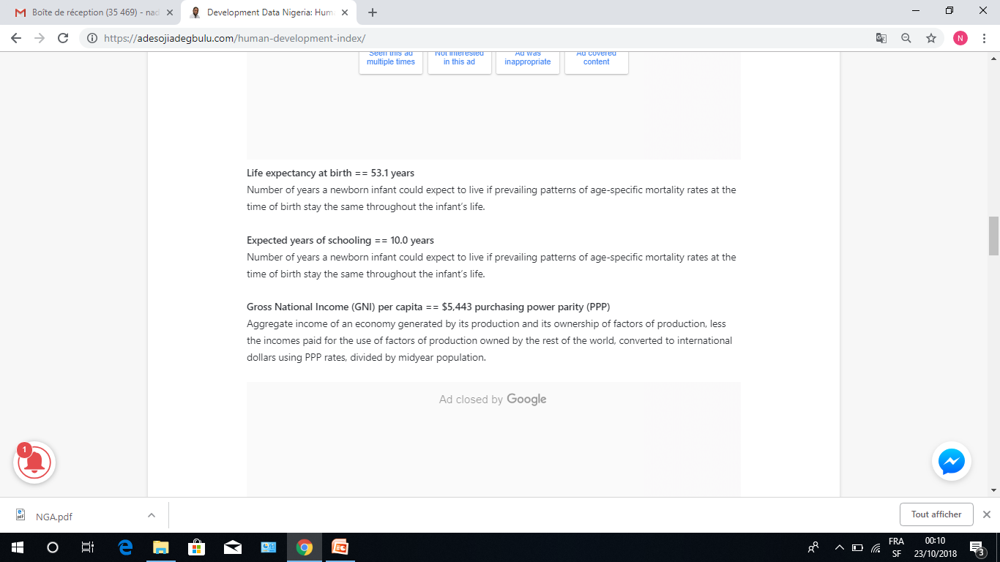 Boîte de réception (35 469) - nad
Development Data Nigeria: Huma
https://adesojiadegbulu.com/human-development-index/
N
Seen this ad
multiple times
Not interested
in this ad
Ad was
inappropriate
Ad covered
content
Life expectancy at birth == 53.1 years
Number of years a newborn infant could expect to live if prevailing patterns of age-specific mortality rates at the
time of birth stay the same throughout the infant's life.
Expected years of schooling == 10.0 years
Number of years a newborn infant could expect to live if prevailing patterns of age-specific mortality rates at the
time of birth stay the same throughout the infant's life.
Gross National Income (GNI) per capita == $5,443 purchasing power parity (PPP)
Aggregate income of an economy generated by its production and its ownership of factors of production, less
the incomes paid for the use of factors of production owned by the rest of the world, converted to international
dollars using PPP rates, divided by midyear population.
Ad closed by Google
1
NGA.pdf
Tout afficher
FRA
SF
00:10
23/10/2018
3